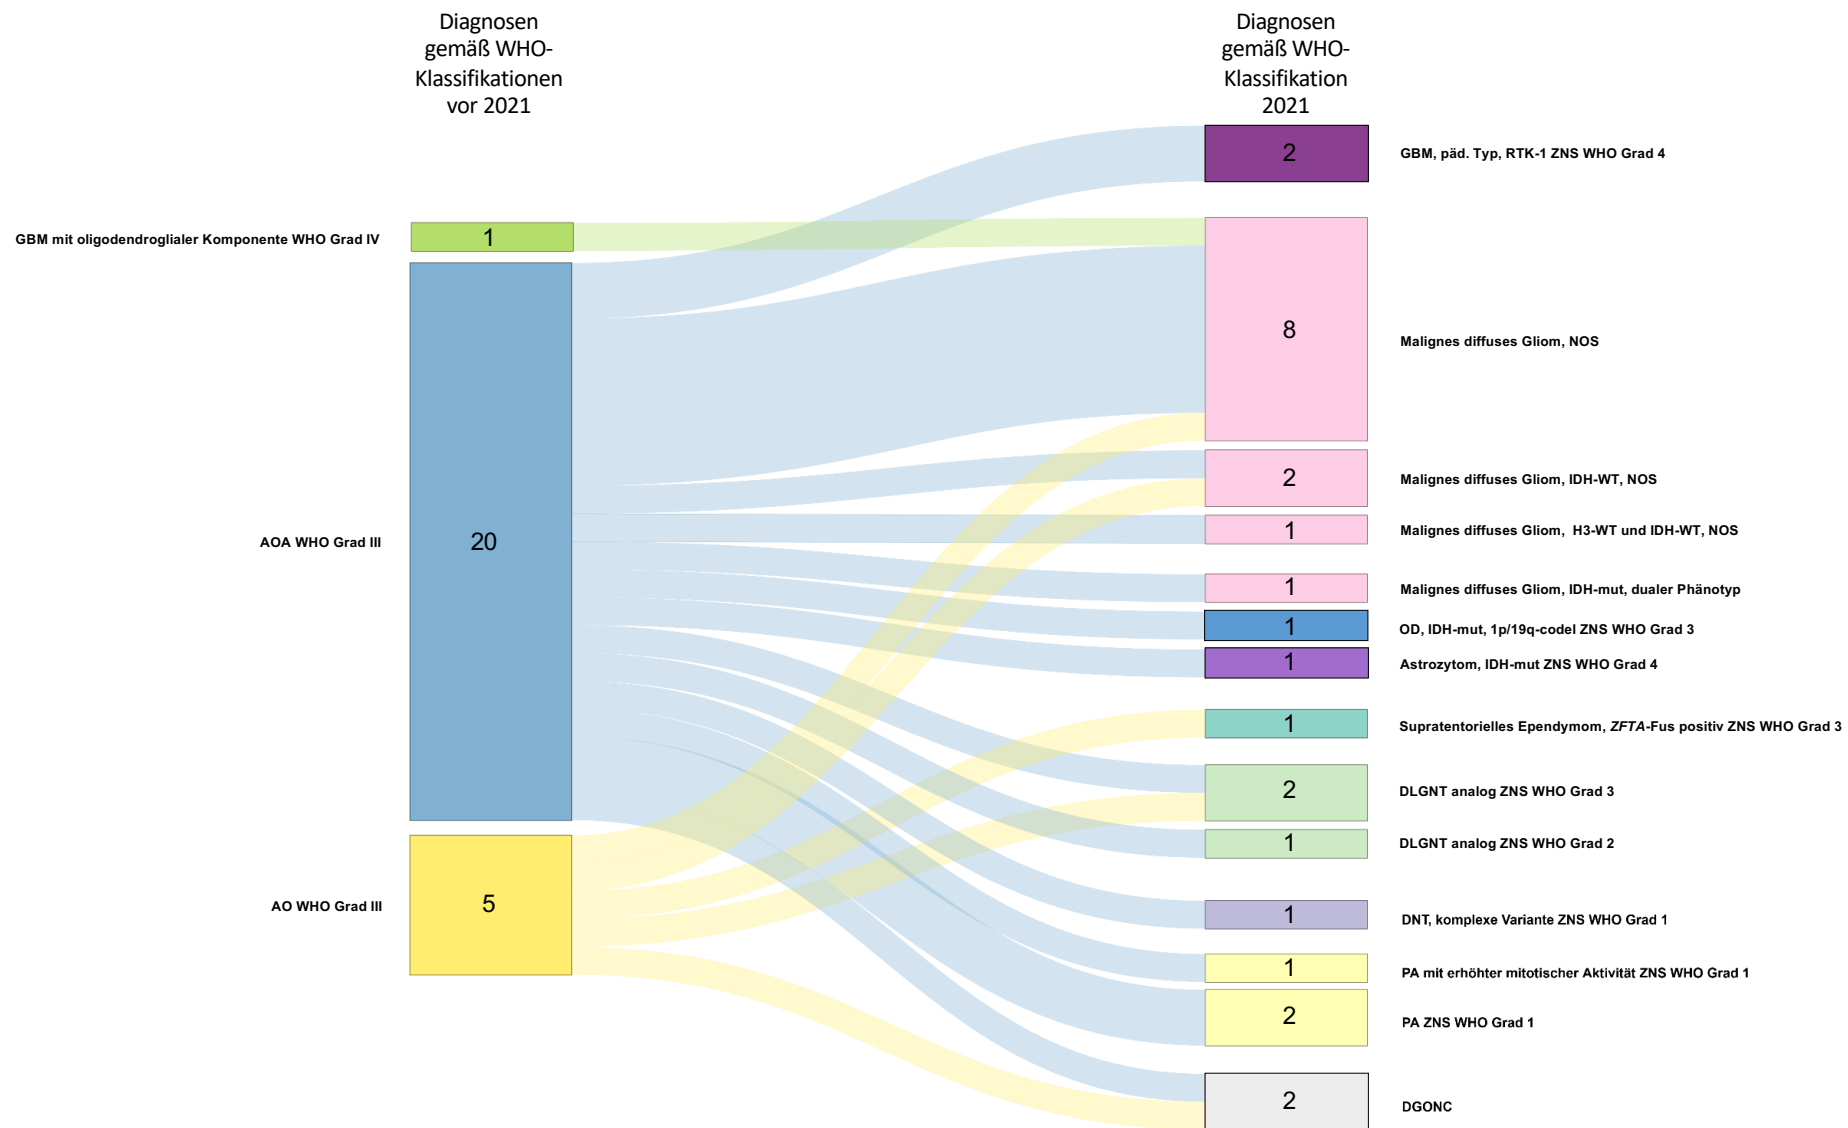 Diagnosen
gemäß WHO-
Klassifikationen
vor 2021
Diagnosen
gemäß WHO-
Klassifikation
2021
GBM mit oligodendroglialer Komponente WHO Grad IV
1
AOA WHO Grad III
20
AO WHO Grad III
5
2
GBM, päd. Typ, RTK-1 ZNS WHO Grad 4
8
Malignes diffuses Gliom, NOS
2
Malignes diffuses Gliom, IDH-WT, NOS
1
Malignes diffuses Gliom, H3-WT und IDH-WT, NOS
1
Malignes diffuses Gliom, IDH-mut, dualer Phänotyp
1
OD, IDH-mut, 1p/19q-codel ZNS WHO Grad 3
1
Astrozytom, IDH-mut ZNS WHO Grad 4
1
Supratentorielles Ependymom, ZFTA-Fus positiv ZNS WHO Grad 3
2
DLGNT analog ZNS WHO Grad 3
1
DLGNT analog ZNS WHO Grad 2
1
DNT, komplexe Variante ZNS WHO Grad 1
1
PA mit erhöhter mitotischer Aktivität ZNS WHO Grad 1
2
PA ZNS WHO Grad 1
2
DGONC